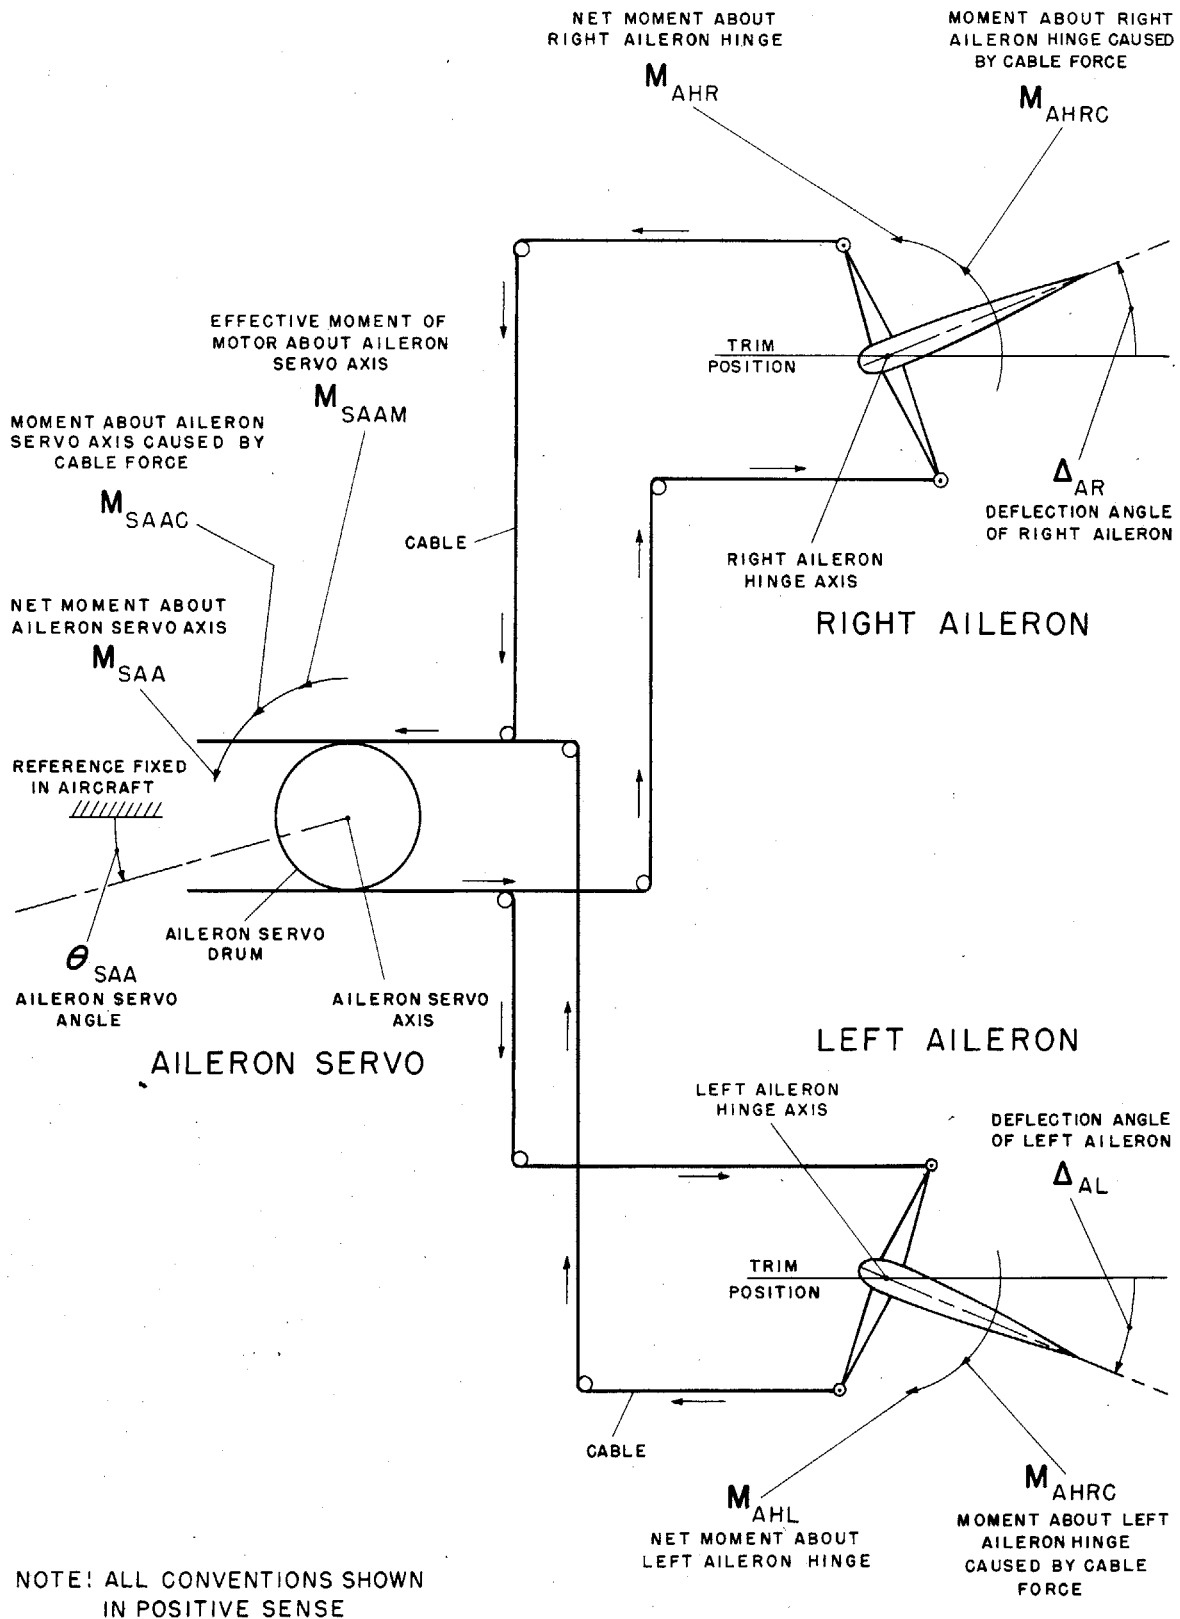 NET MOMENT ABOUT
RIGHT AILERON HINGE
M AHR
MOMENT ABOUT RIGHT
AILERON HINGE CAUSED
BY CABLE FORCE
M AHRC
EFFECTIVE MOMENT OF
MOTOR ABOUT AILERON
SERVO AXIS
M SAAM
TRIM
POSITION
MOMENT ABOUT AILERON
SERVO AXIS CAUSED BY
CABLE FORCE
M SAAC
Δ AR
DEFLECTION ANGLE
OF RIGHT AILERON
CABLE
RIGHT AILERON
HINGE AXIS
RIGHT AILERON
NET MOMENT ABOUT
AILERON SERVO AXIS
M SAA
REFERENCE FIXED
IN AIRCRAFT
AILERON SERVO
DRUM
θ SAA
AILERON SERVO
ANGLE
AILERON SERVO
AXIS
AILERON SERVO
LEFT AILERON
LEFT AILERON
HINGE AXIS
DEFLECTION ANGLE
OF LEFT AILERON
Δ AL
TRIM
POSITION
CABLE
M AHL
NET MOMENT ABOUT
LEFT AILERON HINGE
M AHRC
MOMENT ABOUT LEFT
AILERON HINGE
CAUSED BY CABLE
FORCE
NOTE! ALL CONVENTIONS SHOWN
IN POSITIVE SENSE